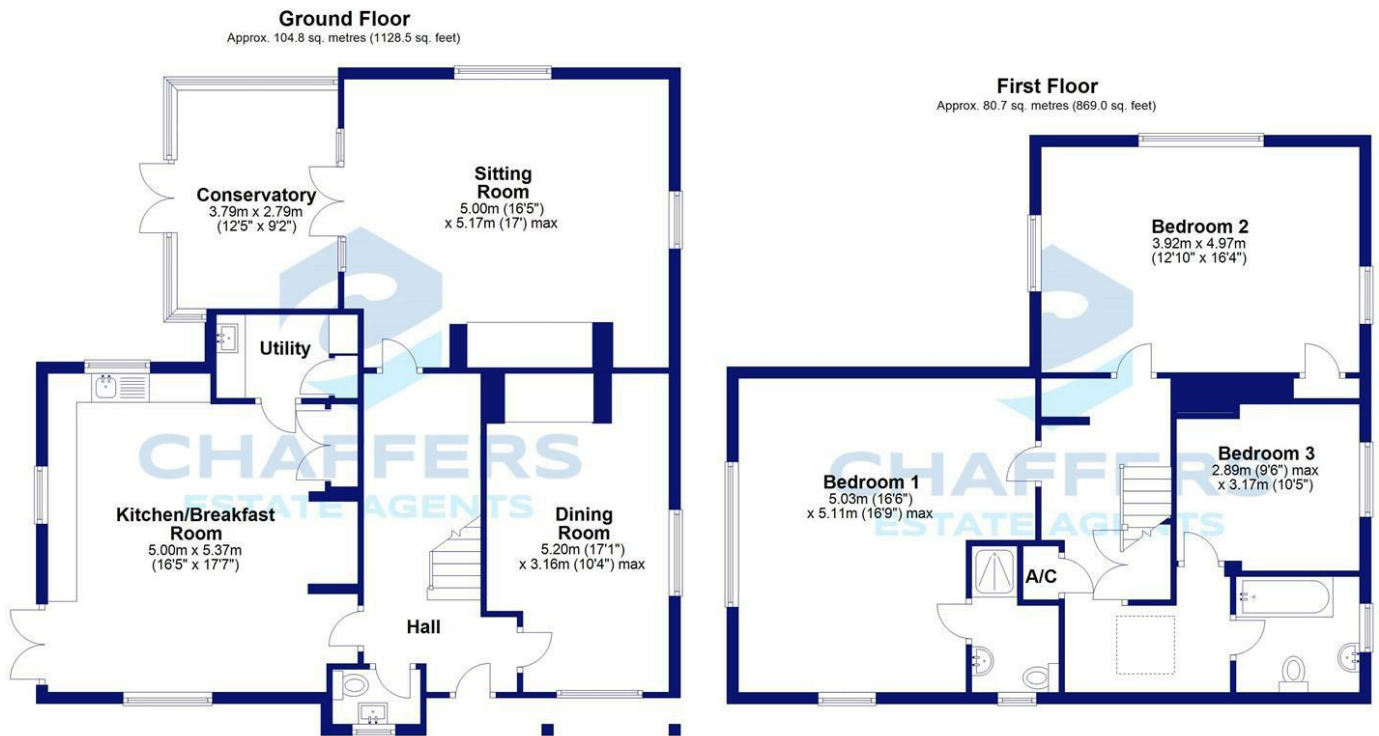 Ground Floor
Approx. 104.8 sq. metres (1128.5 sq. feet)
Conservatory
3.79m x 2.79m
(12'5" x 9'2")
Sitting
Room
5.00m (16'5")
x 5.17m (17') max
Utility
Kitchen/Breakfast
Room
5.00m x 5.37m
(16'5" x 17'7")
Dining
Room
5.20m (17'1")
x 3.16m (10'4") max
Hall
CHAFFERS
ESTATE AGENTS
First Floor
Approx. 80.7 sq. metres (869.0 sq. feet)
Bedroom 2
3.92m x 4.97m
(12'10" x 16'4")
Bedroom 1
5.03m (16'6")
x 5.11m (16'9") max
Bedroom 3
2.89m (9'6") max
x 3.17m (10'5")
A/C
CHAFFERS
ESTATE AGENTS